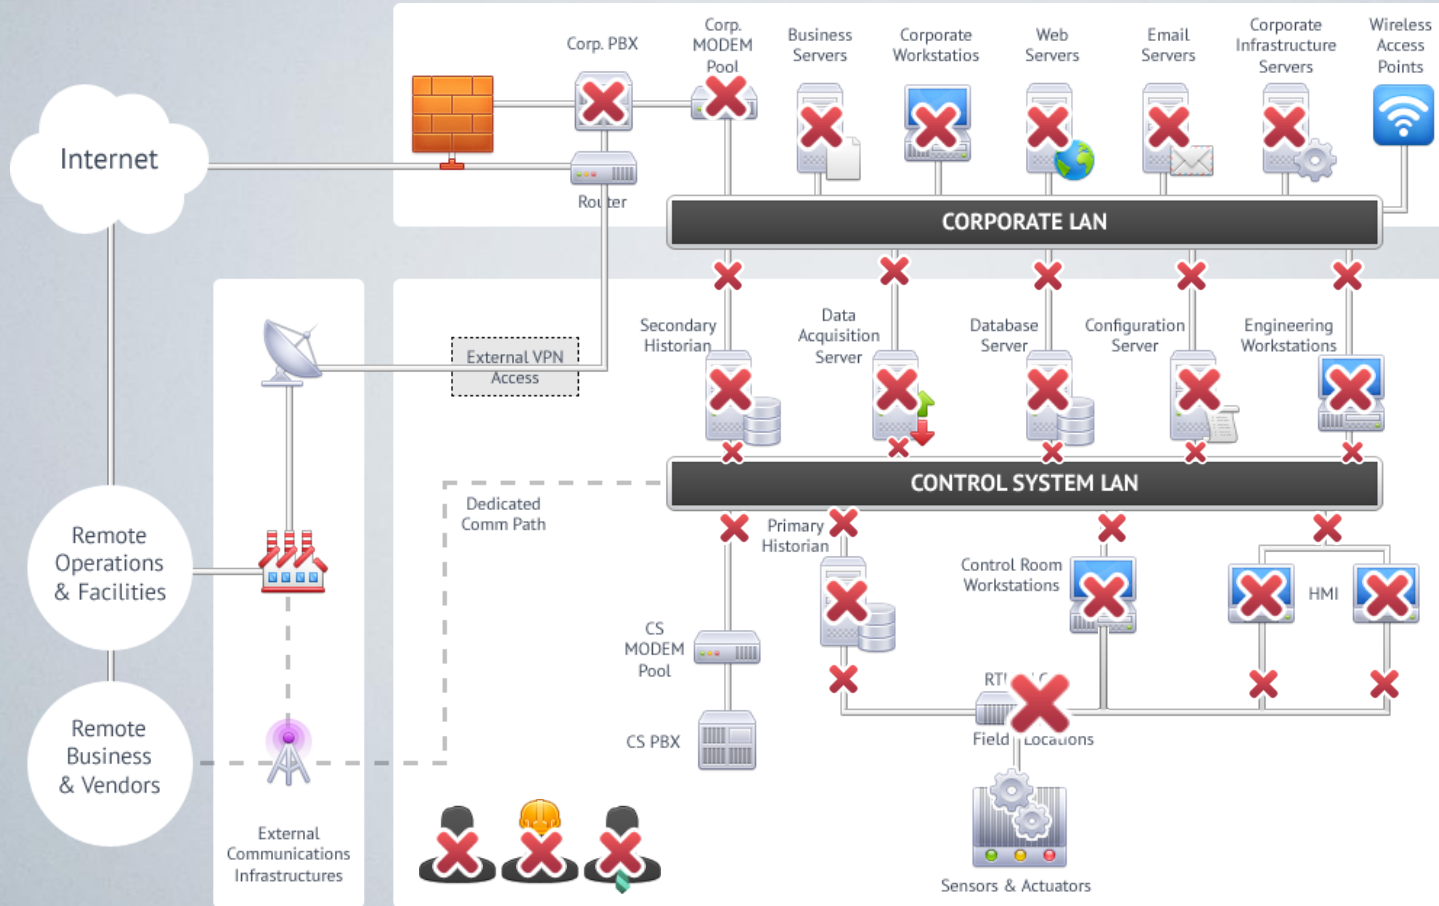 Corp. PBX
Corp.
MODEM
Pool
Business
Servers
Corporate
Workstatios
Web
Servers
Email
Servers
Corporate
Infrastructure
Servers
Wireless
Access
Points
Internet
Router
CORPORATE LAN
Secondary
Historian
Data
Acquisition
Server
Database
Server
Configuration
Server
Engineering
Workstations
External VPN
Access
CONTROL SYSTEM LAN
Dedicated
Comm Path
Primary
Historian
Remote
Operations
& Facilities
Control Room
Workstations
HMI
CS
MODEM
Pool
Field Locations
CS PBX
Remote
Business
& Vendors
External
Communications
Infrastructures
Sensors & Actuators